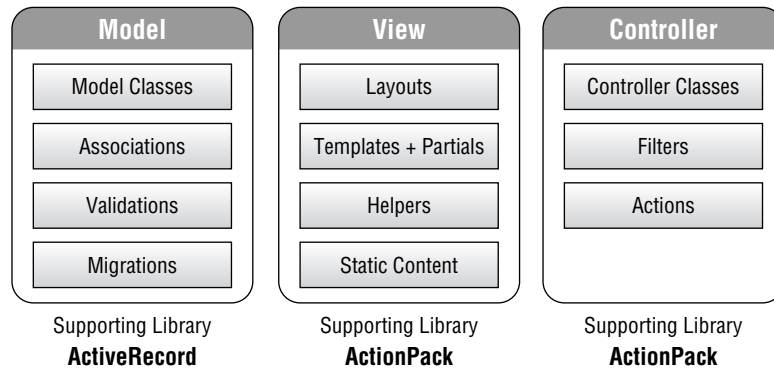 Model
Model Classes
Associations
Validations
Migrations
Supporting Library
ActiveRecord
View
Layouts
Templates + Partials
Helpers
Static Content
Supporting Library
ActionPack
Controller
Controller Classes
Filters
Actions
Supporting Library
ActionPack